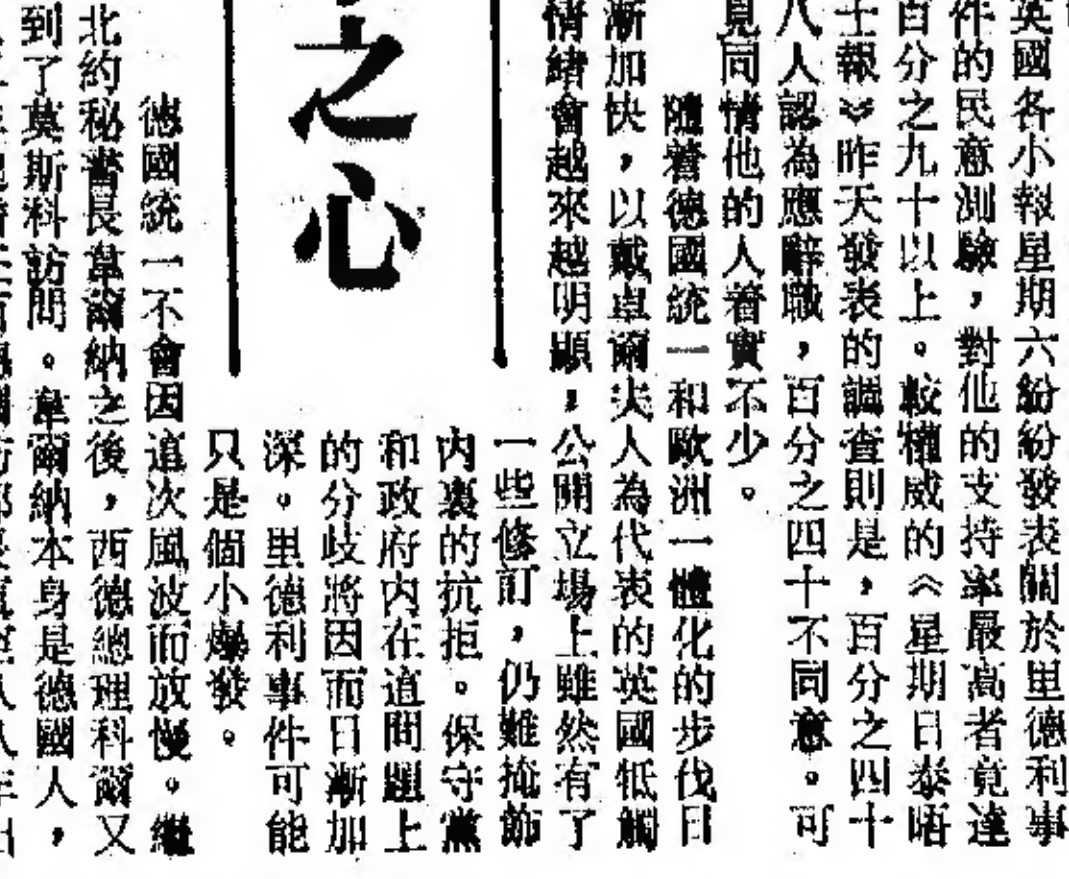 英國各小報星期六紛紛發表關於里德利事
件的民意測驗，對他的支持率最高者竟達
百分之九十以上。較權威的《星期日泰晤
士報》昨天發表的調查則是，百分之四十
八人認為應辭職，百分之四十不同意。可
見同情他的人着實不少。
隨着德國統一和歐洲一體化的步伐日
漸加快，以戴卓爾夫人為代表的英國牴觸
情緒會越來越明顯，公開立場上雖然有了
一些修訂，仍難掩飾
內裏的抗拒。保守黨
和政府內在這問題上
的分歧將因而日漸加
深。里德利事件可能
只是個小爆發。
之心
德國統一不會因這次風波而放慢。繼
北約秘書長韋爾納之後，西德總理科爾又
到了莫斯科訪問。韋爾納本身是德國人，